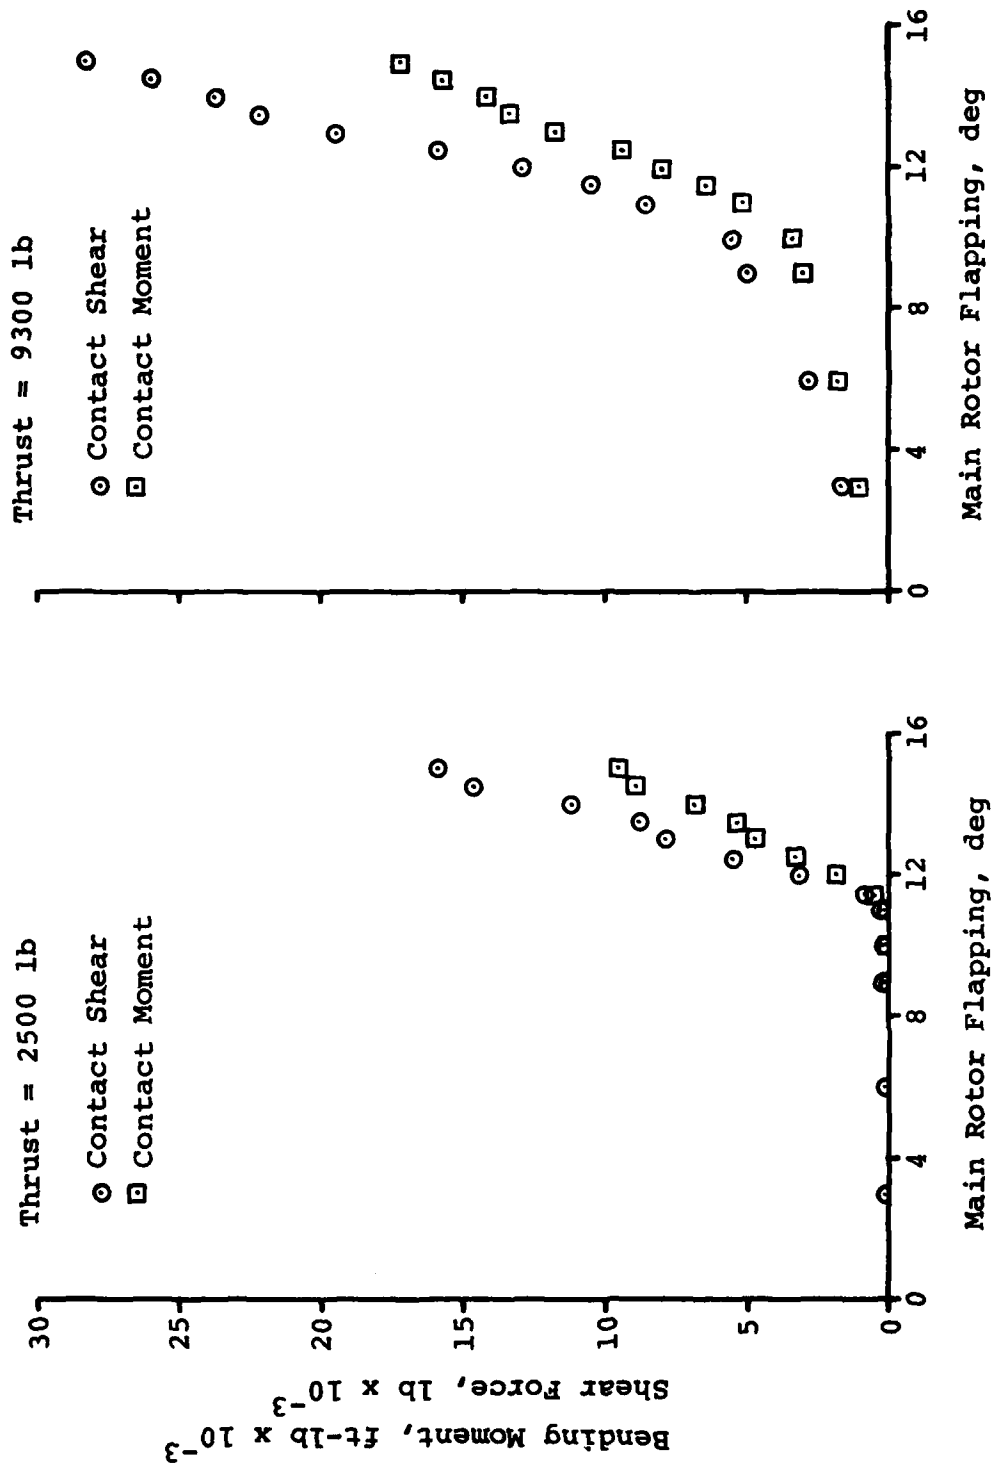 Bending Moment, ft-lb x 10-3
Shear Force, lb x 10-3
30
25
20
15
10
5
0
Thrust = 2500 lb
Contact Shear
Contact Moment
0 4 8 12 16
Main Rotor Flapping, deg
Thrust = 9300 lb
Contact Shear
Contact Moment
0 4 8 12 16
Main Rotor Flapping, deg